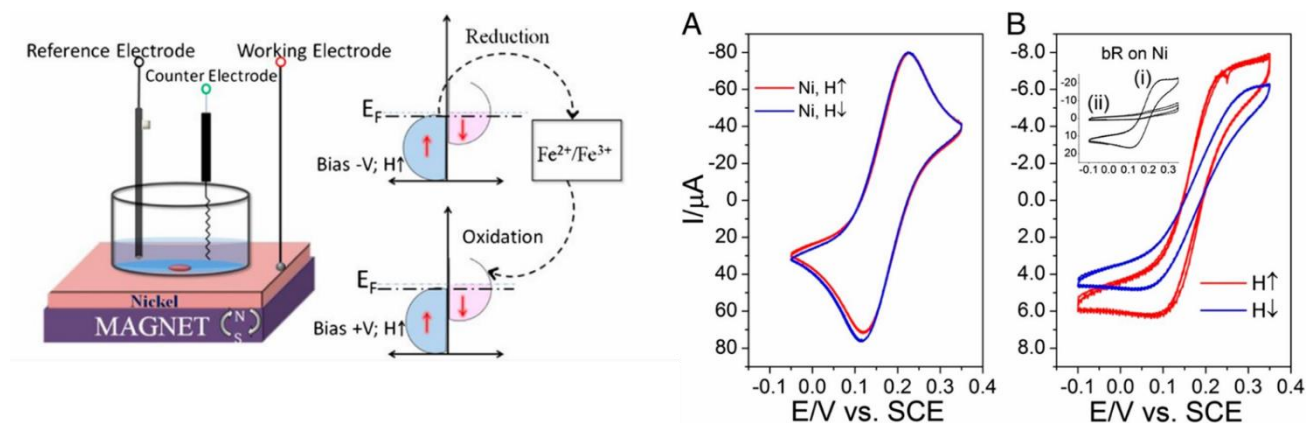 Reference Electrode
Working Electrode
Counter Electrode
Nickel
MAGNET
N
S
Reduction
E_F
Bias -V; H↑
Fe²⁺/Fe³⁺
Oxidation
E_F
Bias +V; H↑
A
-80
-60
-40
-20
0
20
40
60
80
I/μA
Ni, H↑
Ni, H↓
-0.1 0.0 0.1 0.2 0.3 0.4
E/V vs. SCE
B
-8.0
-6.0
-4.0
-2.0
0.0
2.0
4.0
6.0
8.0
bR on Ni
(i)
(ii)
-20
-10
0
10
20
-0.1 0.0 0.1 0.2 0.3
H↑
H↓
-0.1 0.0 0.1 0.2 0.3 0.4
E/V vs. SCE